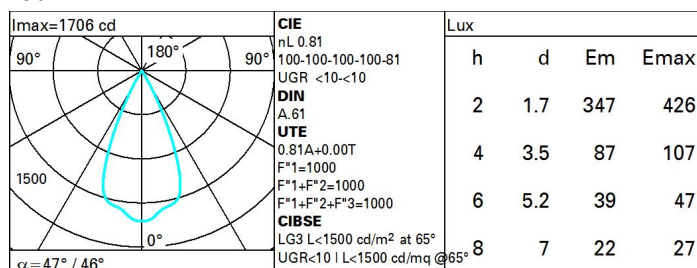 Imax=1706 cd
90°
180°
90°
1500
0°
α=47° / 46°
CIE
nL 0.81
100-100-100-100-81
UGR <10-<10
DIN
A.61
UTE
0.81A+0.00T
F"1=1000
F"1+F"2=1000
F"1+F"2+F"3=1000
CIBSE
LG3 L<1500 cd/m² at 65°
UGR<10 | L<1500 cd/mq @65°
Lux
h d Em Emax
2 1.7 347 426
4 3.5 87 107
6 5.2 39 47
8 7 22 27